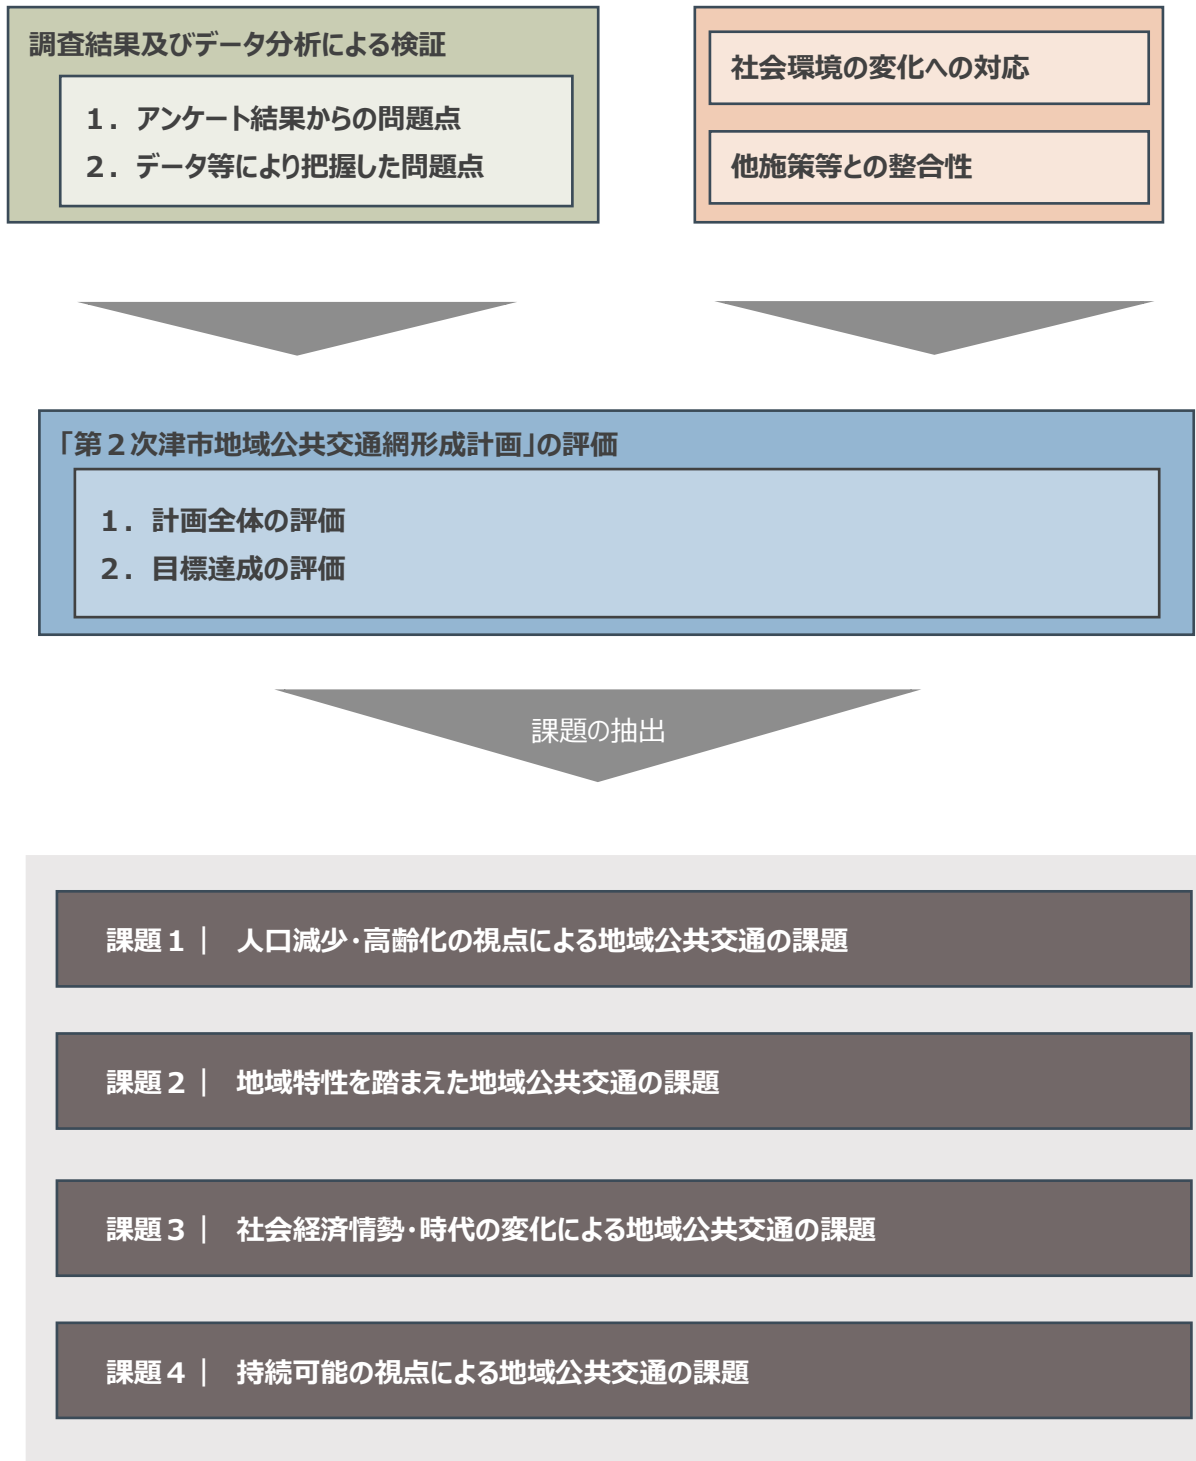 調査結果及びデータ分析による検証
１．アンケート結果からの問題点
２．データ等により把握した問題点
社会環境の変化への対応
他施策等との整合性
「第２次津市地域公共交通網形成計画」の評価
１．計画全体の評価
２．目標達成の評価
課題の抽出
課題１｜　人口減少・高齢化の視点による地域公共交通の課題
課題２｜　地域特性を踏まえた地域公共交通の課題
課題３｜　社会経済情勢・時代の変化による地域公共交通の課題
課題４｜　持続可能の視点による地域公共交通の課題